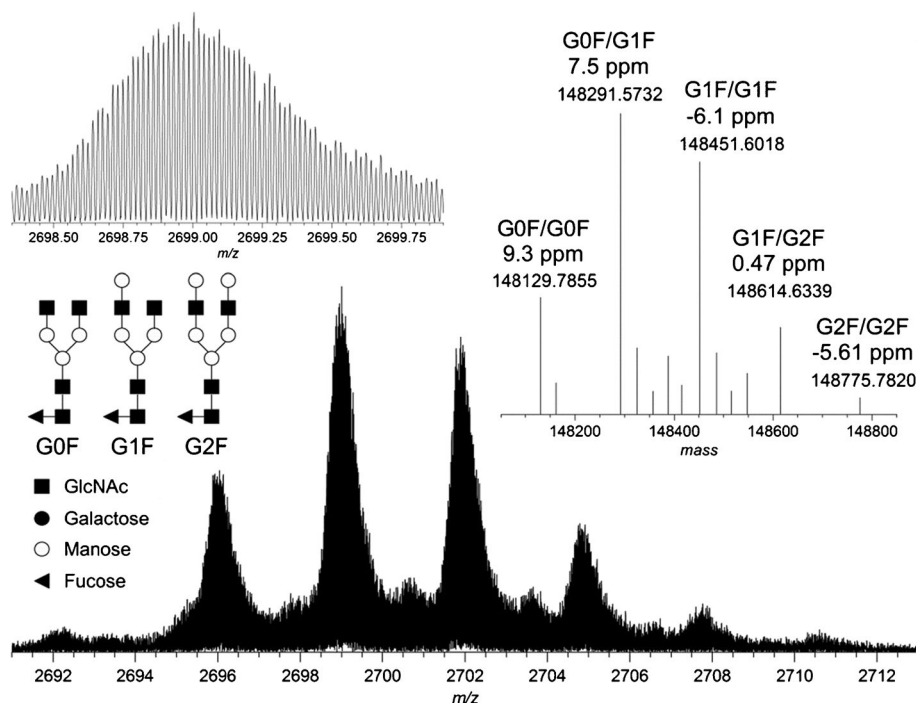 2698.50 2698.75 2699.00 2699.25 2699.50 2699.75
m/z
G0F/G1F
7.5 ppm
148291.5732
G1F/G1F
-6.1 ppm
148451.6018
G0F/G0F
9.3 ppm
148129.7855
G1F/G2F
0.47 ppm
148614.6339
G2F/G2F
-5.61 ppm
148775.7820
148200 148400 148600 148800
mass
G0F G1F G2F
GlcNAc
Galactose
Manose
Fucose
2692 2694 2696 2698 2700 2702 2704 2706 2708 2710 2712
m/z